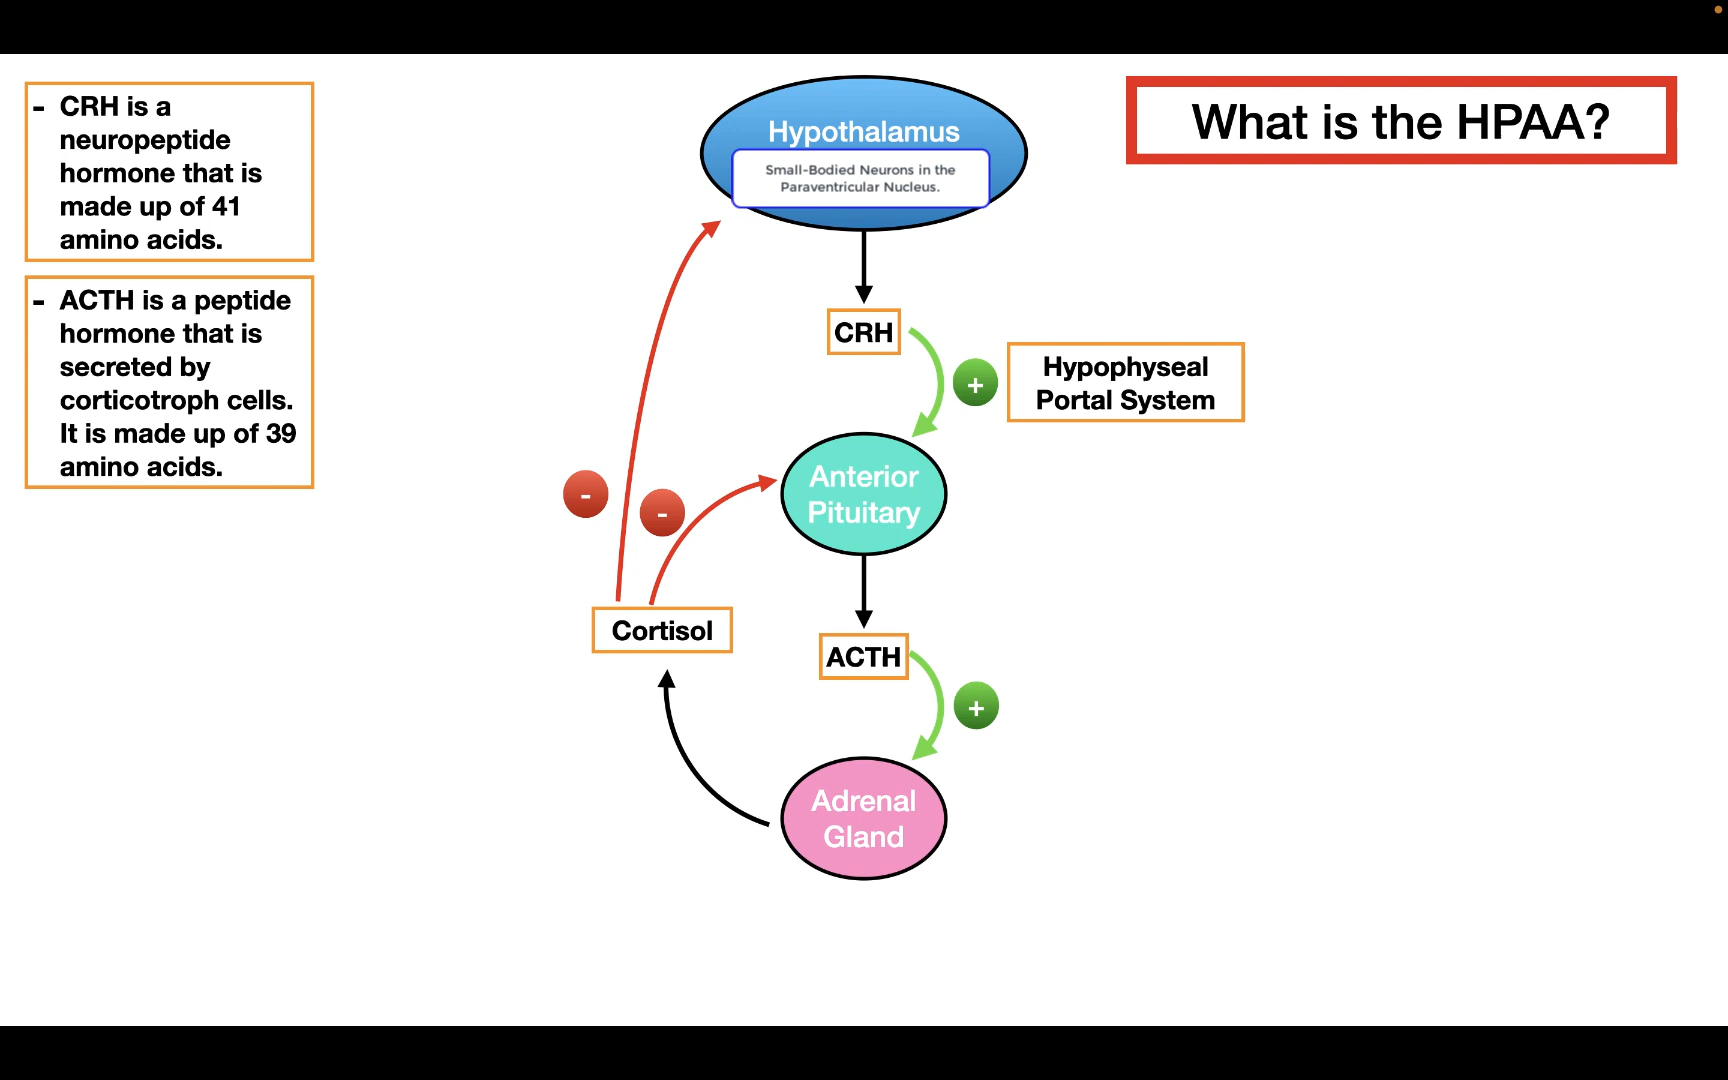 - CRH is a
neuropeptide
hormone that is
made up of 41
amino acids.
- ACTH is a peptide
hormone that is
secreted by
corticotroph cells.
It is made up of 39
amino acids.
Hypothalamus
Small-Bodied Neurons in the
Paraventricular Nucleus.
What is the HPAA?
CRH
+
Hypophyseal
Portal System
Anterior
Pituitary
-
-
Cortisol
ACTH
+
Adrenal
Gland